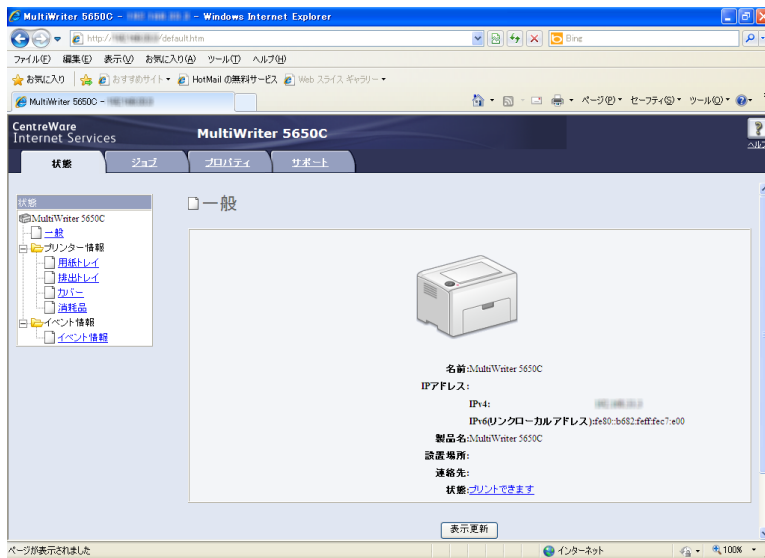 MultiWriter 5650C - - Windows Internet Explorer
http:// /default.htm
Bing
ファイル(F) 編集(E) 表示(V) お気に入り(A) ツール(T) ヘルプ(H)
お気に入り おすすめサイト HotMail の無料サービス Web スライス ギャラリー
MultiWriter 5650C -
ページ(P) セーフティ(S) ツール(O)
CentreWare
Internet Services
MultiWriter 5650C
ヘルプ
状態 ジョブ プロパティ サポート
状態
MultiWriter 5650C
一般
プリンター情報
用紙トレイ
排出トレイ
カバー
消耗品
イベント情報
イベント情報
一般
名前:MultiWriter 5650C
IPアドレス:
IPv4:
IPv6(リンクローカルアドレス):fe80::b682:feff:fec7:e00
製品名:MultiWriter 5650C
設置場所:
連絡先:
状態:プリントできます
表示更新
ページが表示されました
インターネット
100%